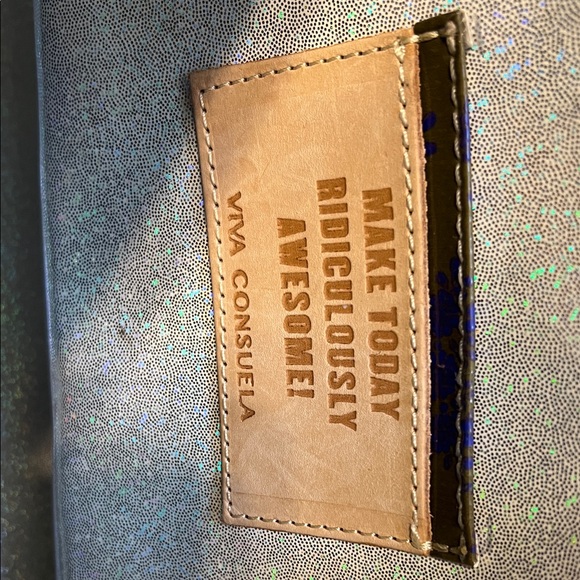 MAKE TODAY
RIDICULOUSLY
AWESOME!
VIVA CONSUELA